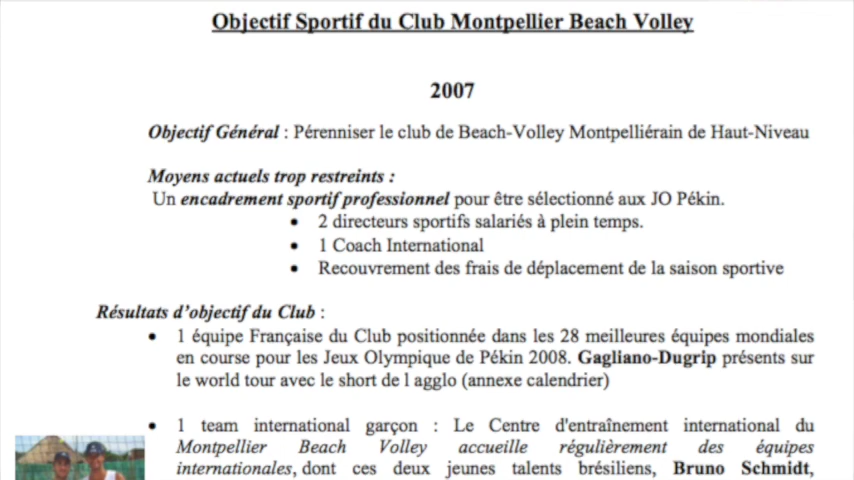 Objectif Sportif du Club Montpellier Beach Volley
2007
Objectif Général : Pérenniser le club de Beach-Volley Montpelliérain de Haut-Niveau
Moyens actuels trop restreints :
Un encadrement sportif professionnel pour être sélectionné aux JO Pékin.
• 2 directeurs sportifs salariés à plein temps.
• 1 Coach International
• Recouvrement des frais de déplacement de la saison sportive
Résultats d'objectif du Club :
• 1 équipe Française du Club positionnée dans les 28 meilleures équipes mondiales
en course pour les Jeux Olympique de Pékin 2008. Gagliano-Dugrip présents sur
le world tour avec le short de l agglo (annexe calendrier)
• 1 team international garçon : Le Centre d'entraînement international du
Montpellier Beach Volley accueille régulièrement des équipes
internationales, dont ces deux jeunes talents brésiliens, Bruno Schmidt,